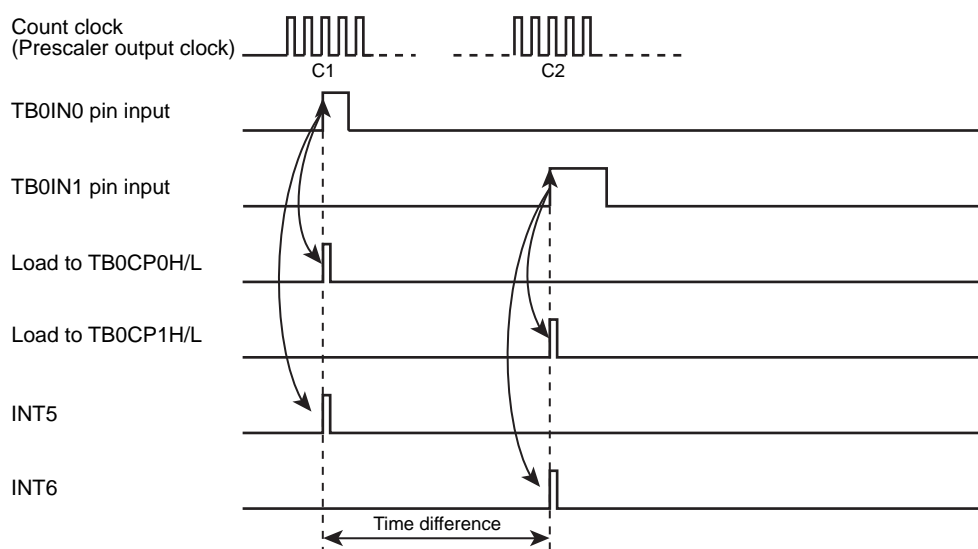 Count clock
(Prescaler output clock)
C1
C2
TB0IN0 pin input
TB0IN1 pin input
Load to TB0CP0H/L
Load to TB0CP1H/L
INT5
INT6
Time difference